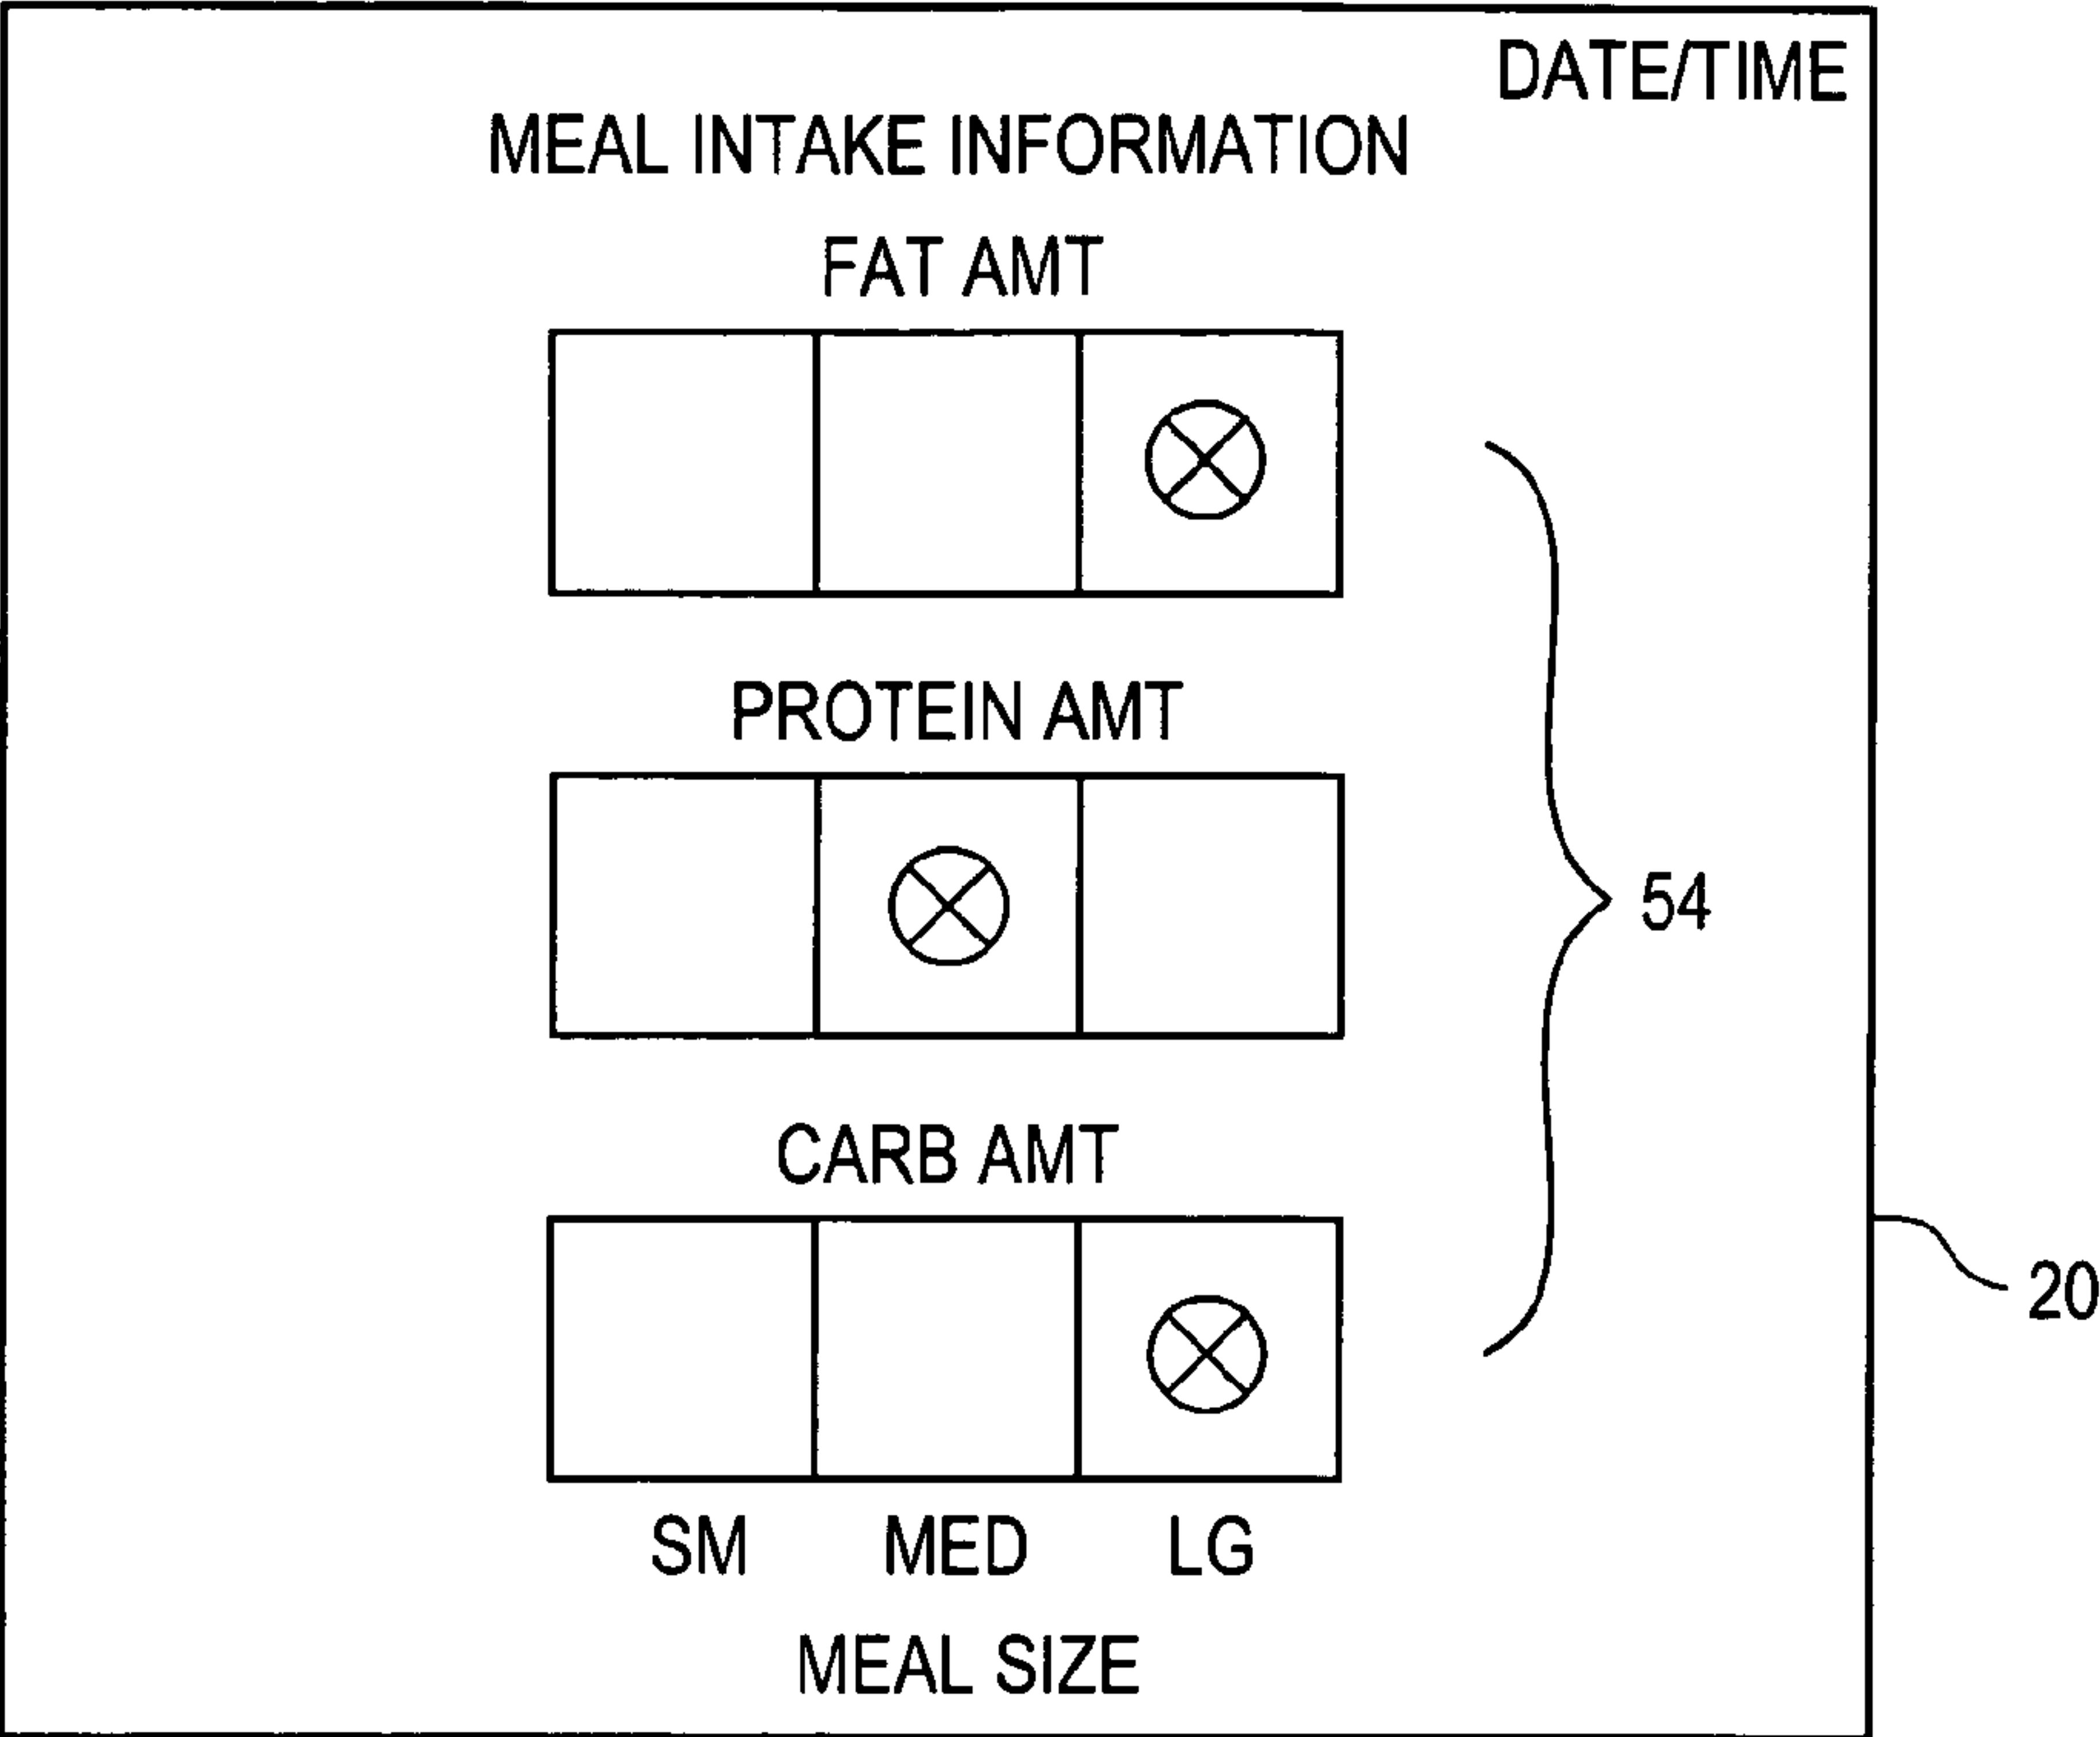 DATE/TIME
MEAL INTAKE INFORMATION
FAT AMT
PROTEIN AMT
54
CARB AMT
20
SM MED LG
MEAL SIZE